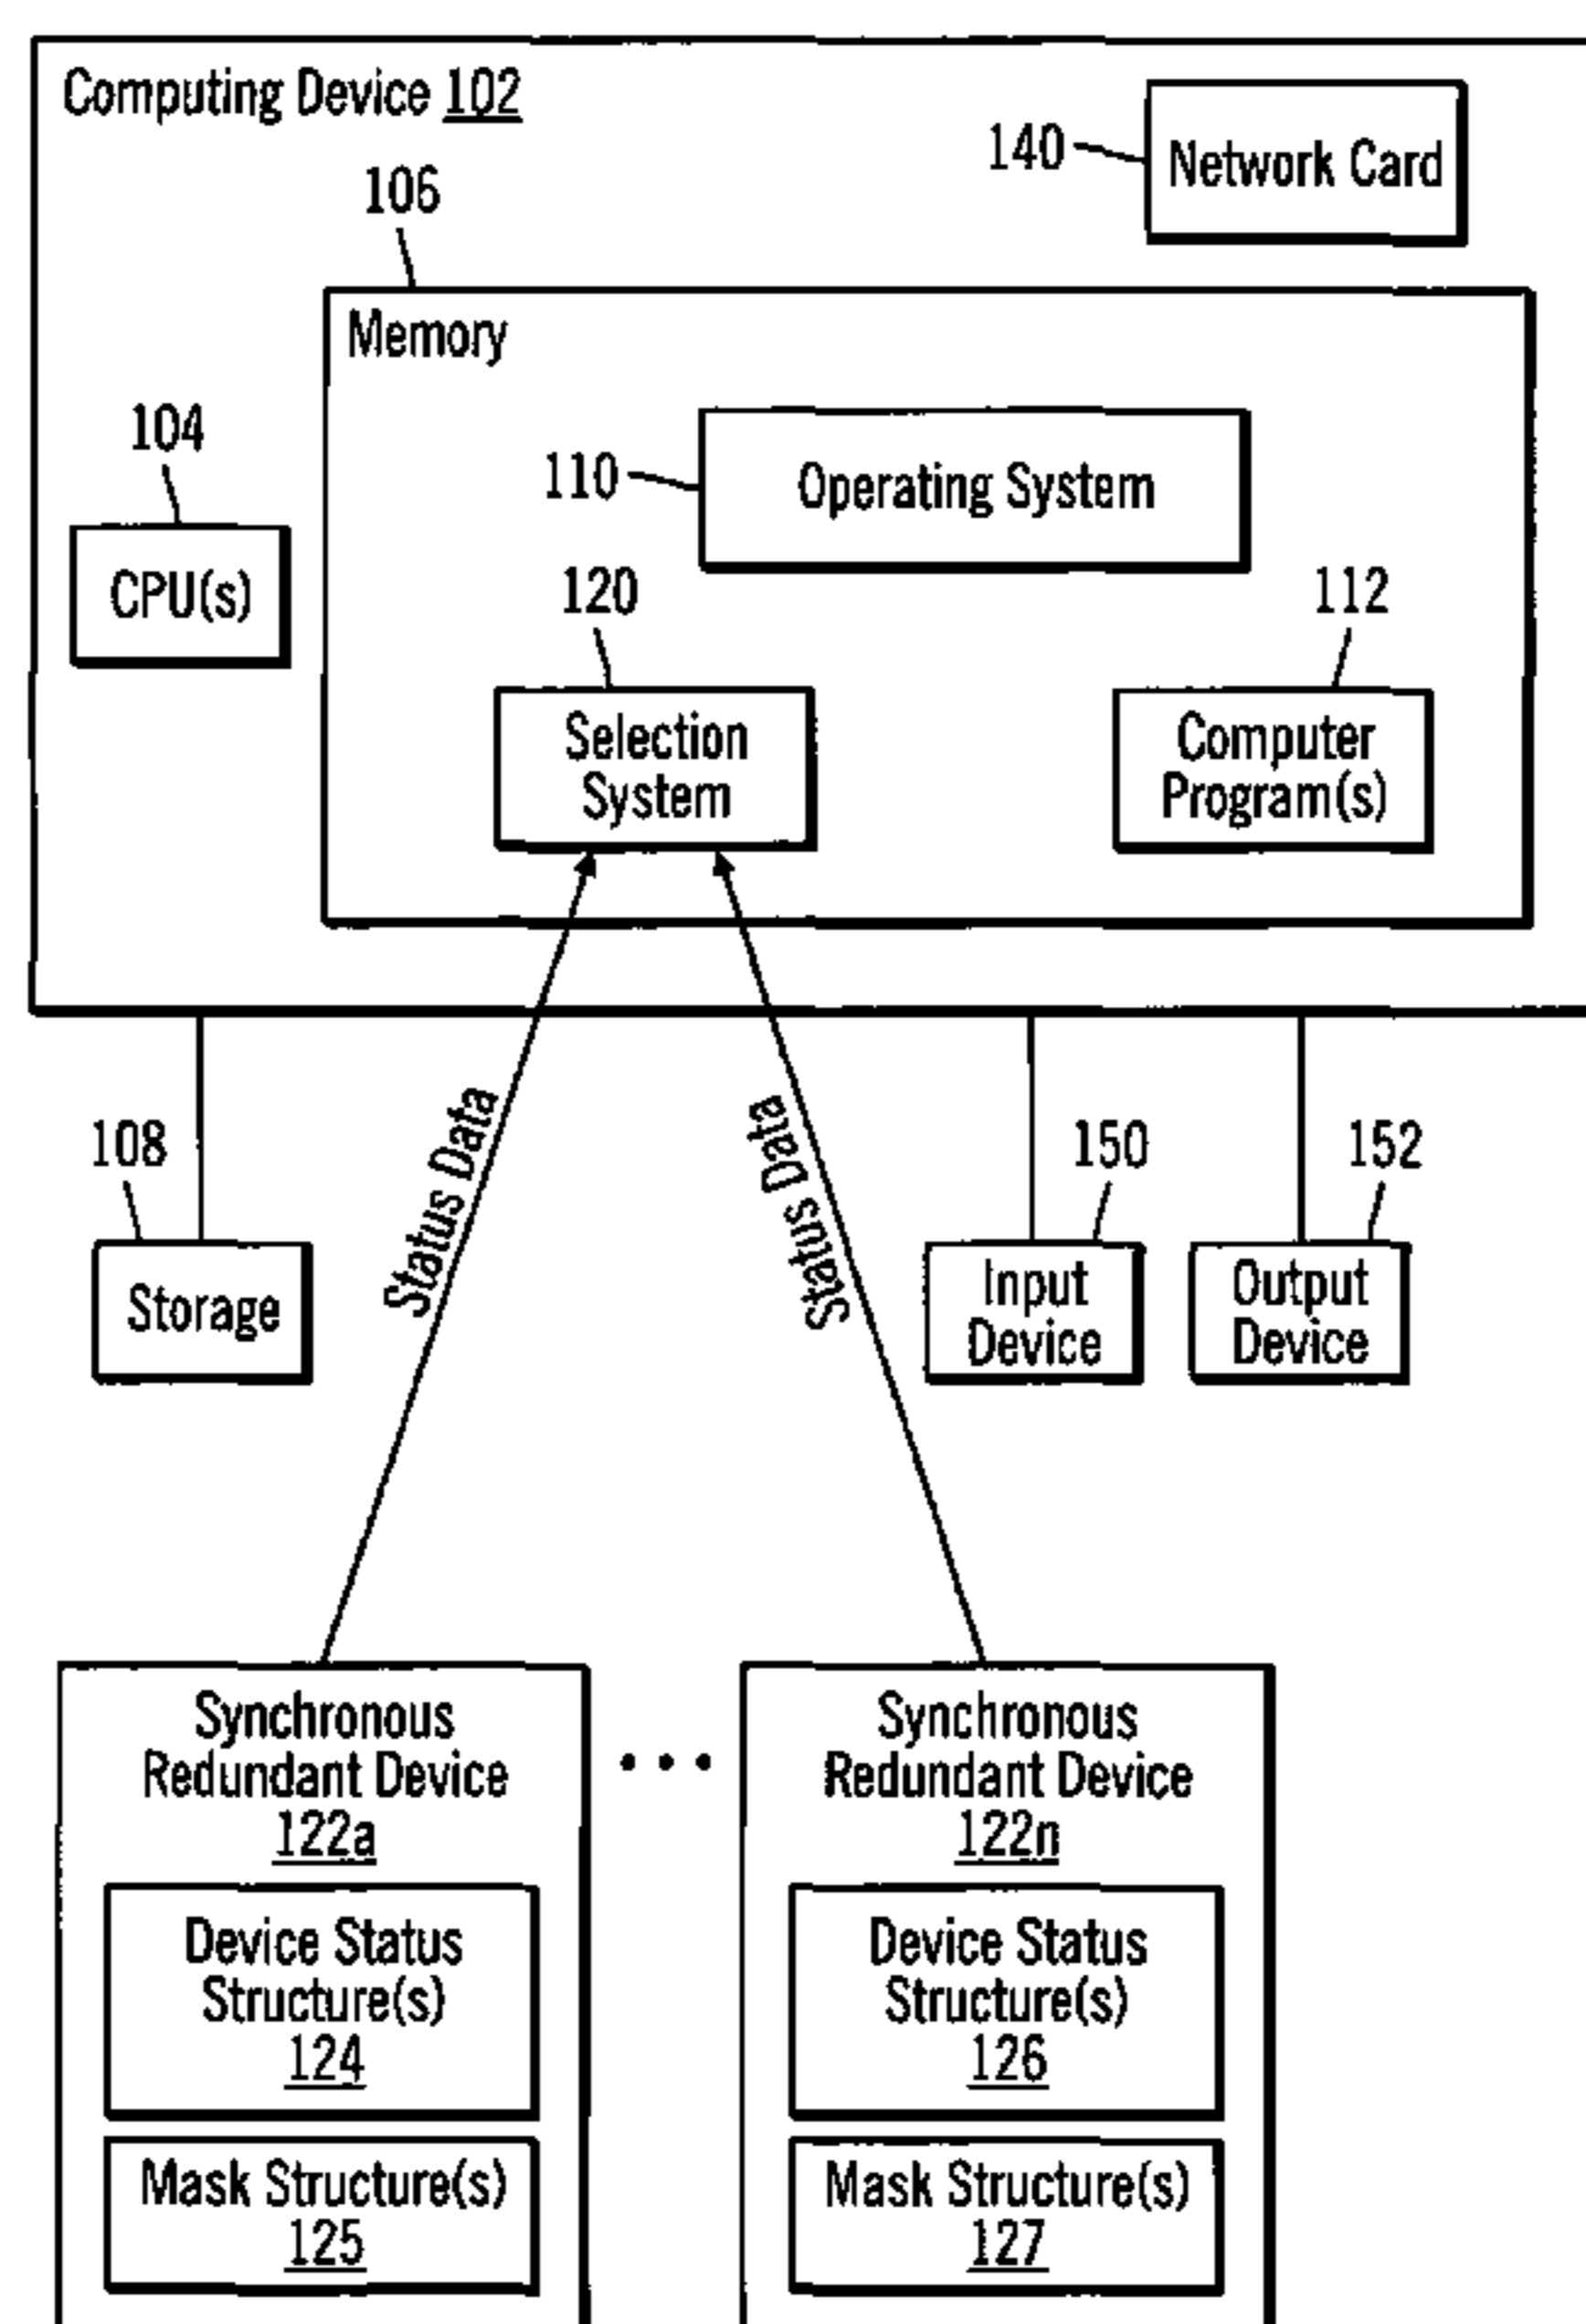 Computing Device 102
140
Network Card
106
Memory
104
CPU(s)
110
Operating System
120
Selection
System
112
Computer
Program(s)
Status Data
Status Data
108
Storage
150
Input
Device
152
Output
Device
Synchronous
Redundant Device
122a
Device Status
Structure(s)
124
Mask Structure(s)
125
• • •
Synchronous
Redundant Device
122n
Device Status
Structure(s)
126
Mask Structure(s)
127